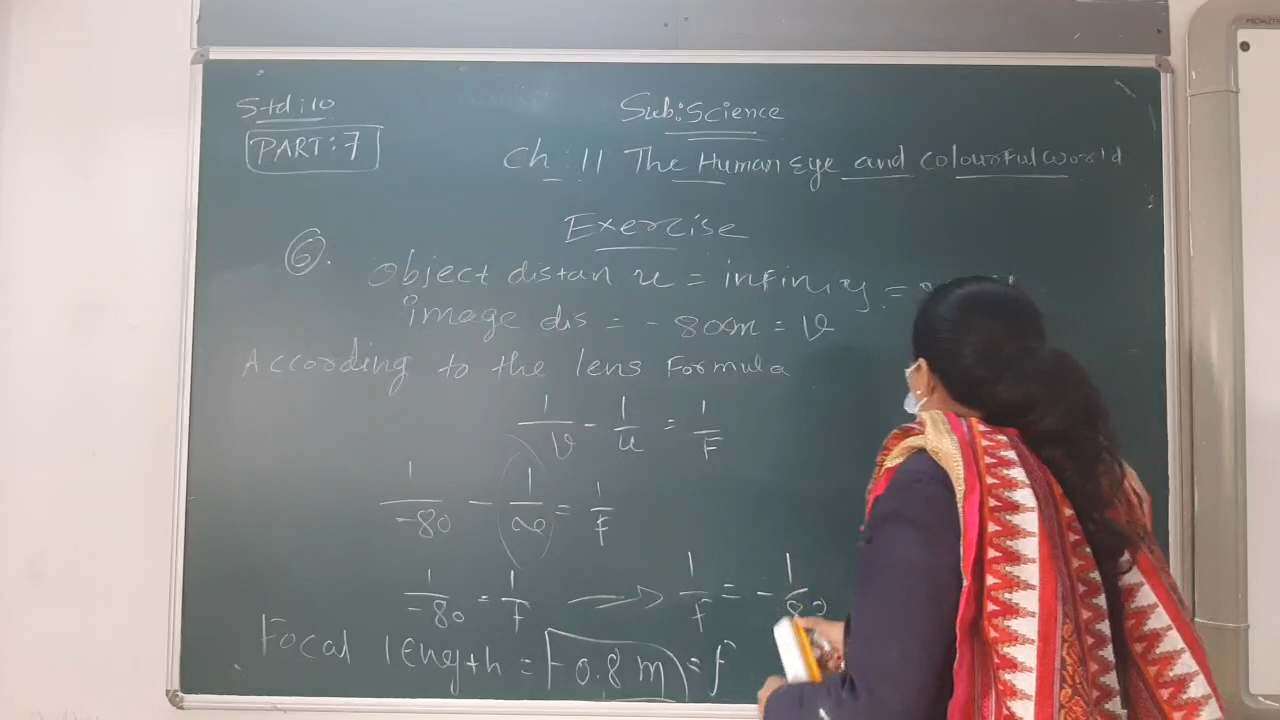 Std:10
Sub:Science
PART:7
Ch:11 The Human Eye and Colourful World
Exercise
6.
Object distan u = infinity =
image dis = - 80cm = v
According to the lens Formula
1/v - 1/u = 1/F
1/-80 - 1/∞ = 1/F
1/-80 = 1/F → 1/f = - 1/80
Focal length = -0.8 m = f